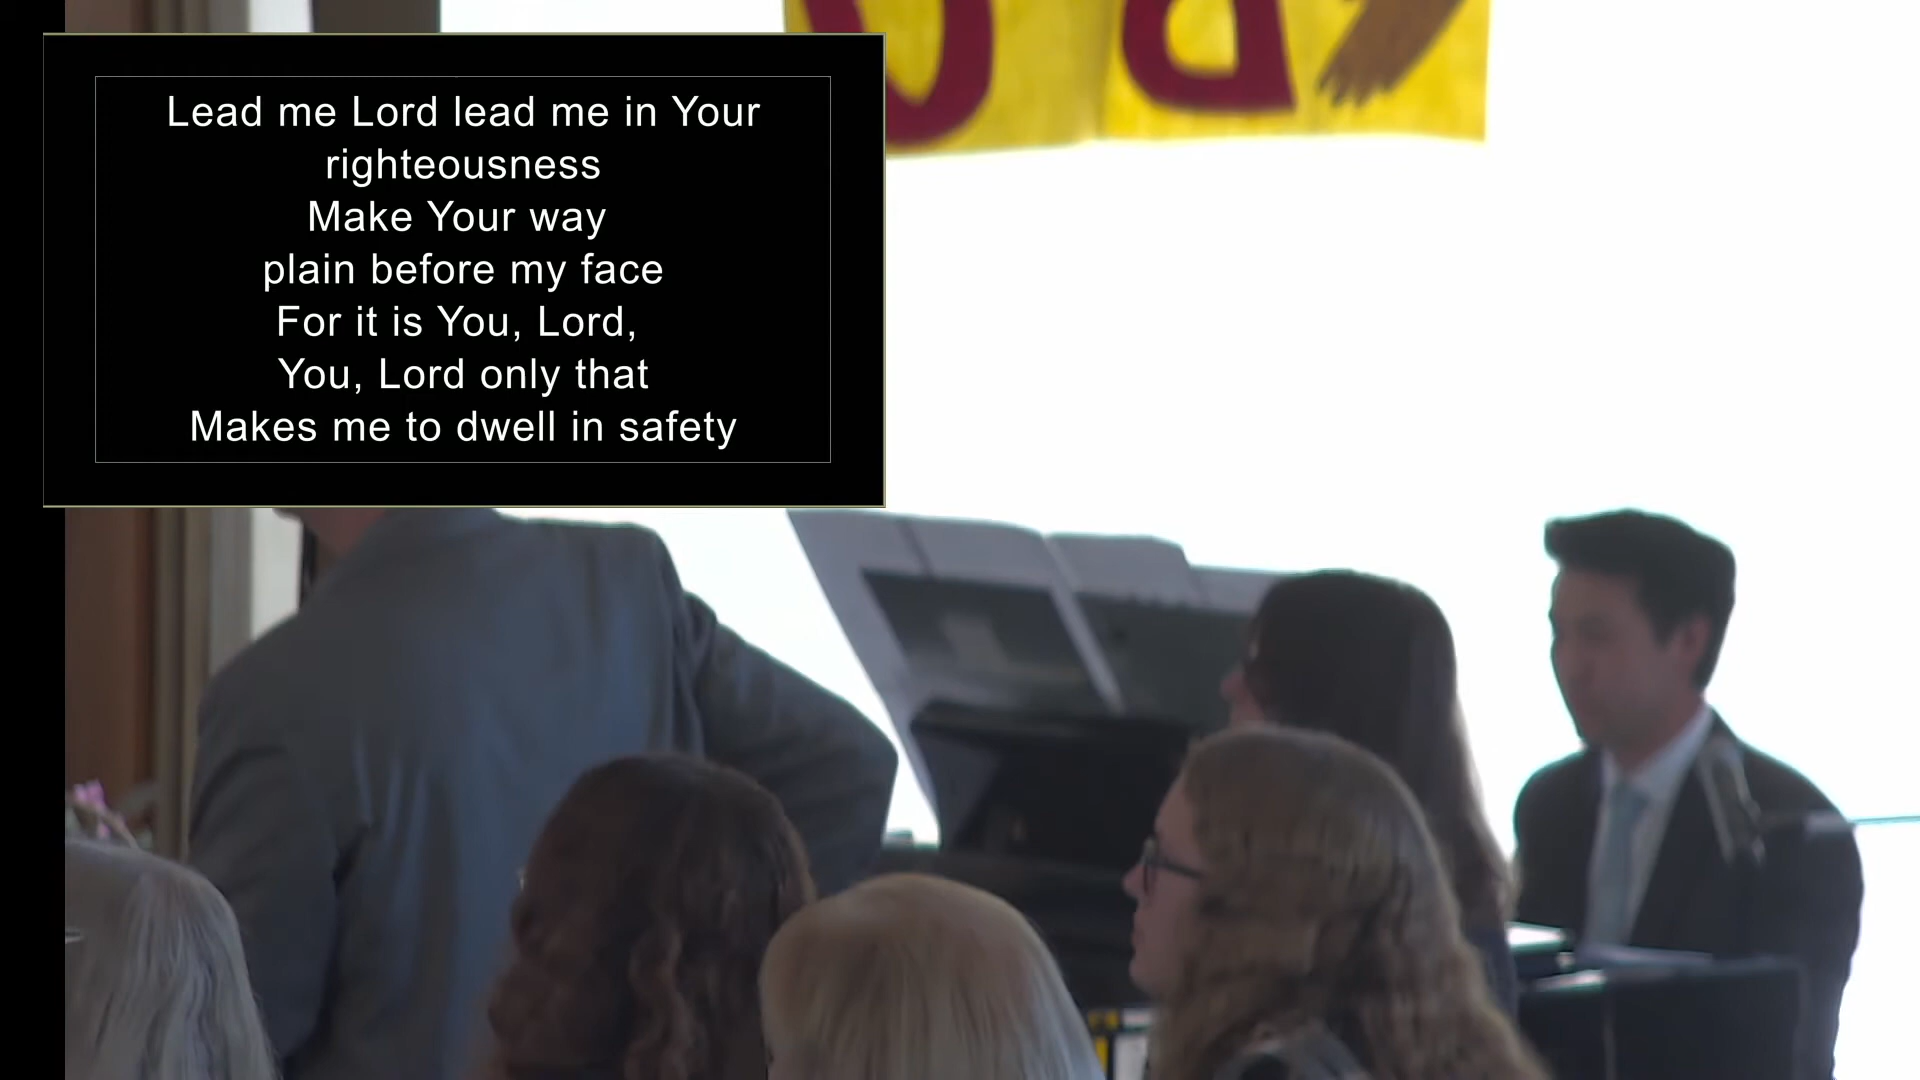 Lead me Lord lead me in Your
righteousness
Make Your way
plain before my face
For it is You, Lord,
You, Lord only that
Makes me to dwell in safety